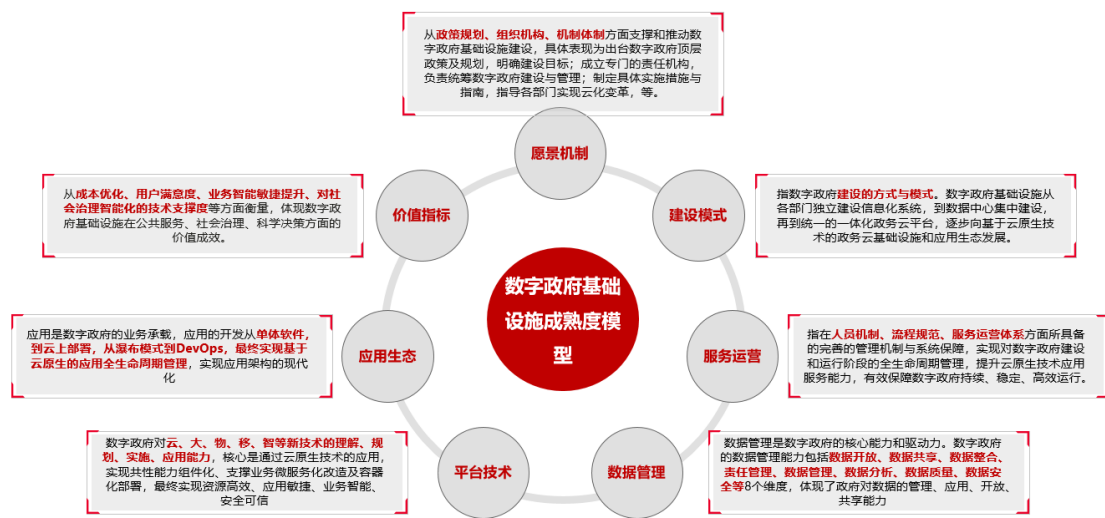 从政策规划、组织机构、机制体制方面支撑和推动数
字政府基础设施建设，具体表现为出台数字政府顶层
政策及规划，明确建设目标；成立专门的责任机构，
负责统筹数字政府建设与管理；制定具体实施措施与
指南，指导各部门实现云化变革，等。
愿景机制
从成本优化、用户满意度、业务智能敏捷提升、对社
会治理智能化的技术支撑度等方面衡量，体现数字政
府基础设施在公共服务、社会治理、科学决策方面的
价值成效。
价值指标
建设模式
指数字政府建设的方式与模式。数字政府基础设施从
各部门独立建设信息化系统，到数据中心集中建设，
再到统一的一体化政务云平台，逐步向基于云原生技
术的政务云基础设施和应用生态发展。
数字政府基础
设施成熟度模
型
应用是数字政府的业务承载，应用的开发从单体软件，
到云上部署，从瀑布模式到DevOps，最终实现基于
云原生的应用全生命周期管理，实现应用架构的现代
化
应用生态
服务运营
指在人员机制、流程规范、服务运营体系方面所具备
的完善的管理机制与系统保障，实现对数字政府建设
和运行阶段的全生命周期管理，提升云原生技术应用
服务能力，有效保障数字政府持续、稳定、高效运行。
数字政府对云、大、物、移、智等新技术的理解、规
划、实施、应用能力，核心是通过云原生技术的应用，
实现共性能力组件化、支撑业务微服务化改造及容器
化部署，最终实现资源高效、应用敏捷、业务智能、
安全可信
平台技术
数据管理
数据管理是数字政府的核心能力和驱动力。数字政府
的数据管理能力包括数据开放、数据共享、数据整合、
责任管理、数据管理、数据分析、数据质量、数据安
全等8个维度，体现了政府对数据的管理、应用、开放、
共享能力